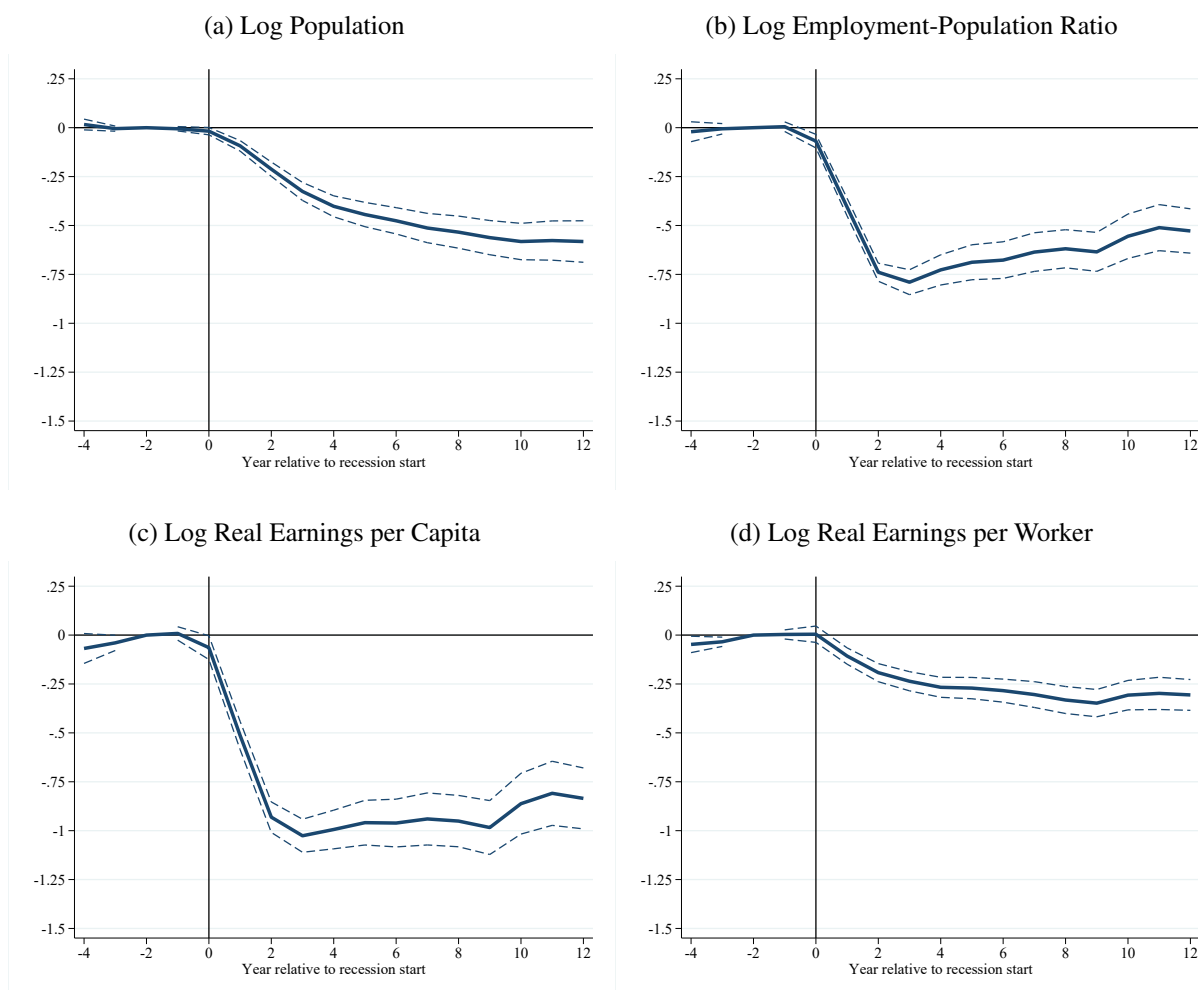 (a) Log Population
.25
0
-.25
-.5
-.75
-1
-1.25
-1.5
-4 -2 0 2 4 6 8 10 12
Year relative to recession start
(b) Log Employment-Population Ratio
.25
0
-.25
-.5
-.75
-1
-1.25
-1.5
-4 -2 0 2 4 6 8 10 12
Year relative to recession start
(c) Log Real Earnings per Capita
.25
0
-.25
-.5
-.75
-1
-1.25
-1.5
-4 -2 0 2 4 6 8 10 12
Year relative to recession start
(d) Log Real Earnings per Worker
.25
0
-.25
-.5
-.75
-1
-1.25
-1.5
-4 -2 0 2 4 6 8 10 12
Year relative to recession start